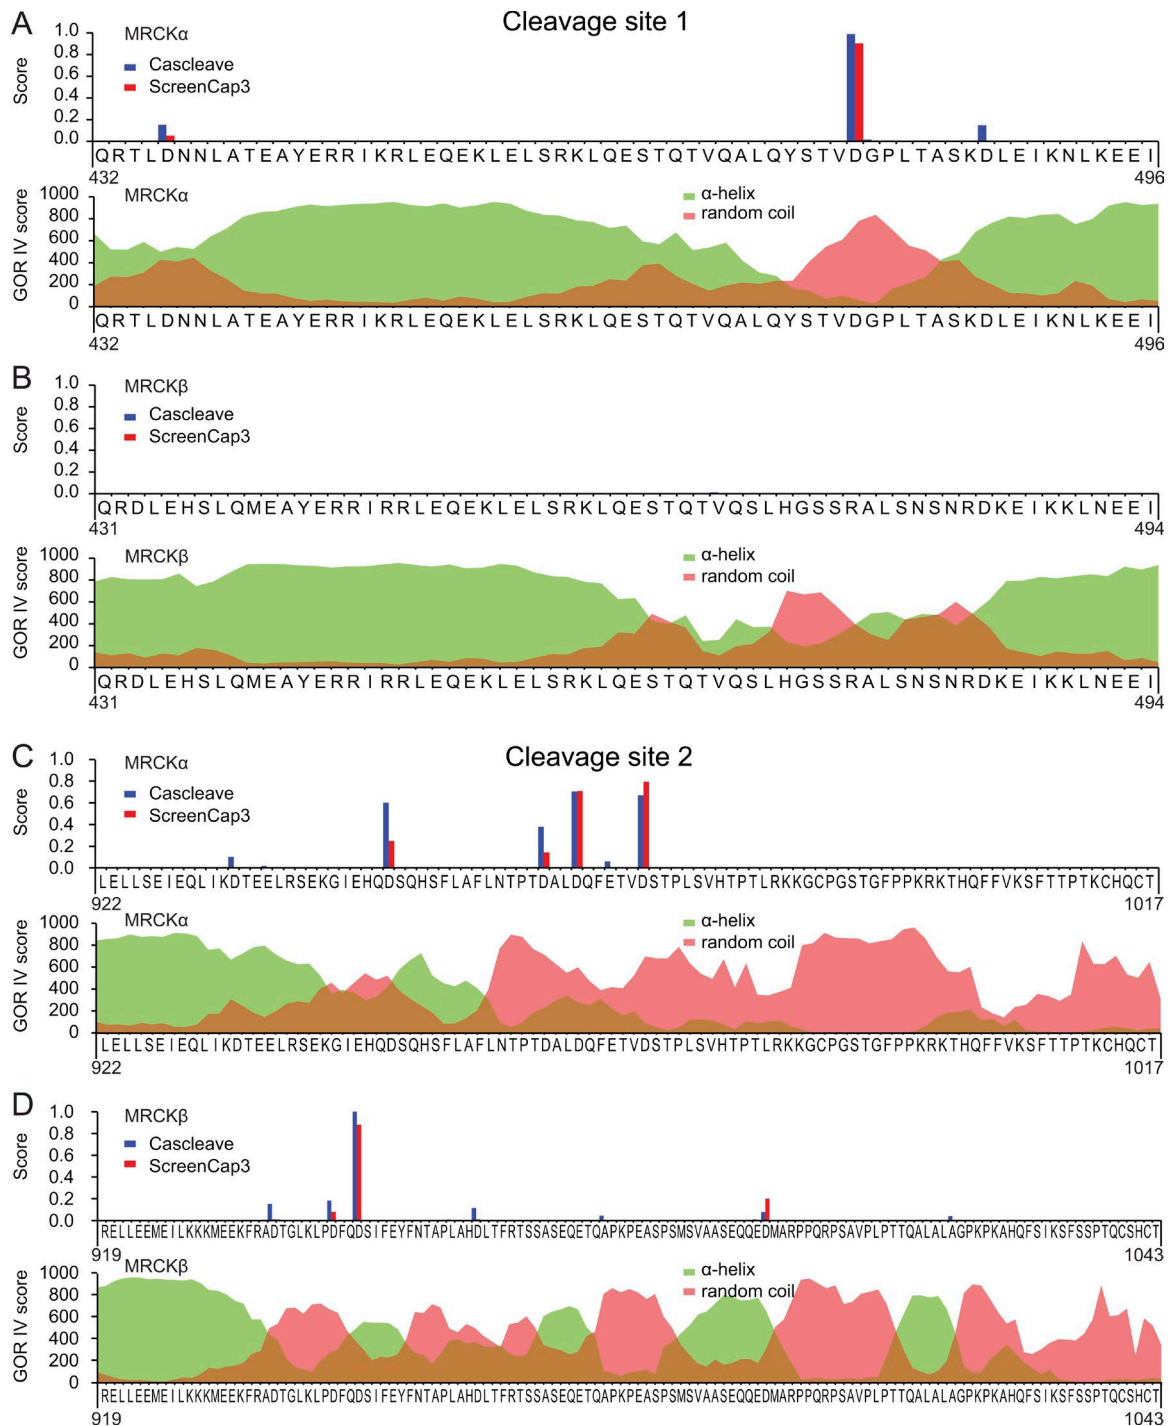 A
Cleavage site 1
MRCKα
Cascleave
ScreenCap3
Score
1.0
0.8
0.6
0.4
0.2
0.0
QRTLDNNLATEAYERRIKRLEQEKLELSRKLQESTQTVQALQYSTVDGPLTASKDLEIKNLKEEI
432
496
MRCKα
α-helix
random coil
GOR IV score
1000
800
600
400
200
0
QRTLDNNLATEAYERRIKRLEQEKLELSRKLQESTQTVQALQYSTVDGPLTASKDLEIKNLKEEI
432
496
B
MRCKβ
Cascleave
ScreenCap3
Score
1.0
0.8
0.6
0.4
0.2
0.0
QRDLEHSLQMEAYERRIRRLEQEKLELSRKLQESTQTVQSLHGSSRALSNSNRDKEIKKLNEEI
431
494
MRCKβ
α-helix
random coil
GOR IV score
1000
800
600
400
200
0
QRDLEHSLQMEAYERRIRRLEQEKLELSRKLQESTQTVQSLHGSSRALSNSNRDKEIKKLNEEI
431
494
C
Cleavage site 2
MRCKα
Cascleave
ScreenCap3
Score
1.0
0.8
0.6
0.4
0.2
0.0
LELLSEIEQLIKDTEELRSEKGIEHQDSQHSFLAFLNTPTDALDQFETVDSTPLSVHTPTLRKKGCPGSTGFPPKRKTHQFFVKSFTTPTKCHQCT
922
1017
MRCKα
α-helix
random coil
GOR IV score
1000
800
600
400
200
0
LELLSEIEQLIKDTEELRSEKGIEHQDSQHSFLAFLNTPTDALDQFETVDSTPLSVHTPTLRKKGCPGSTGFPPKRKTHQFFVKSFTTPTKCHQCT
922
1017
D
MRCKβ
Cascleave
ScreenCap3
Score
1.0
0.8
0.6
0.4
0.2
0.0
RELLEEMEILKKKMEEKFRADTGLKLPDFQDSIFEYFNTAPLAHDLTFRTSSASEQETQAPKPEASPSMSVAASEQQEDMARPPQRPSAVPLPTTQALALAGPKPKAHQFSIKSFSSPTQCSHCT
919
1043
MRCKβ
α-helix
random coil
GOR IV score
1000
800
600
400
200
0
RELLEEMEILKKKMEEKFRADTGLKLPDFQDSIFEYFNTAPLAHDLTFRTSSASEQETQAPKPEASPSMSVAASEQQEDMARPPQRPSAVPLPTTQALALAGPKPKAHQFSIKSFSSPTQCSHCT
919
1043